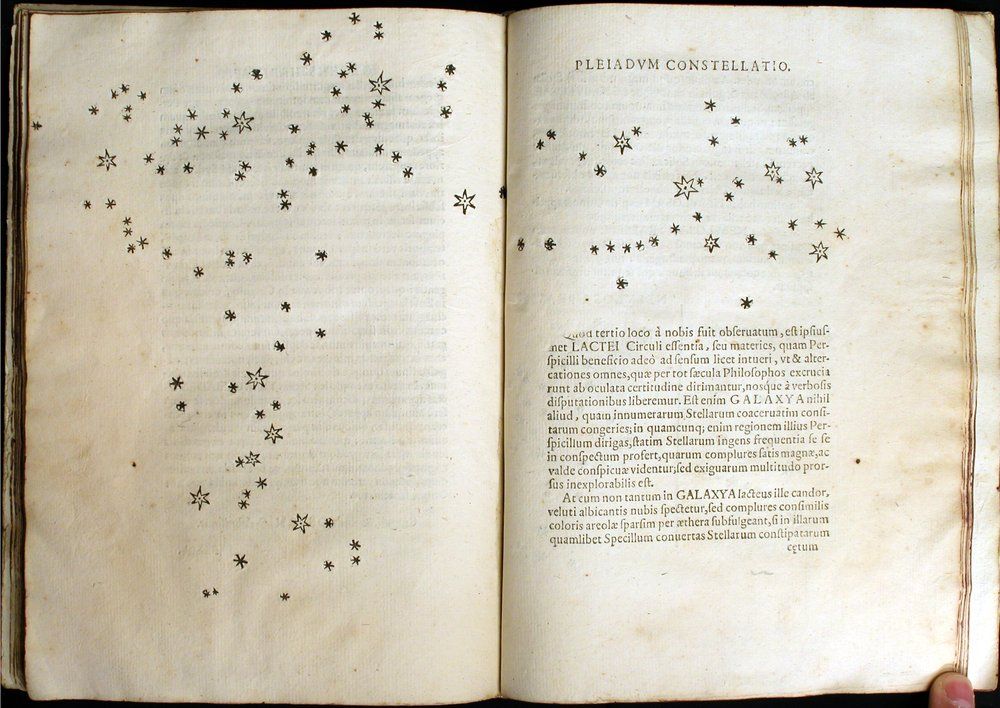 PLEIADVM CONSTELLATIO.
Quod tertio loco à nobis fuit obseruatum, est ipsius-
met LACTEI Circuli essentia, seu materies, quam Per-
spicilli beneficio adeò ad sensum licet intueri, vt & alter-
cationes omnes, quæ per tot sæcula Philosophos excrucia
runt ab oculata certitudine dirimantur, nosque à verbosis
disputationibus liberemur. Est enim GALAXYA nihil
aliud, quam innumerarum Stellarum coaceruatim consi-
tarum congeries; in quamcunq; enim regionem illius Per-
spicillum dirigas, statim Stellarum ingens frequentia se se
in conspectum profert, quarum complures satis magnæ, ac
valde conspicuæ videntur; sed exiguarum multitudo pror-
sus inexplorabilis est.
At cum non tantum in GALAXYA lacteus ille candor,
veluti albicantis nubis spectetur, sed complures consimilis
coloris areolæ sparsim per æthera subfulgeant, si in illarum
quamlibet Specillum conuertas Stellarum constipatarum
cętum